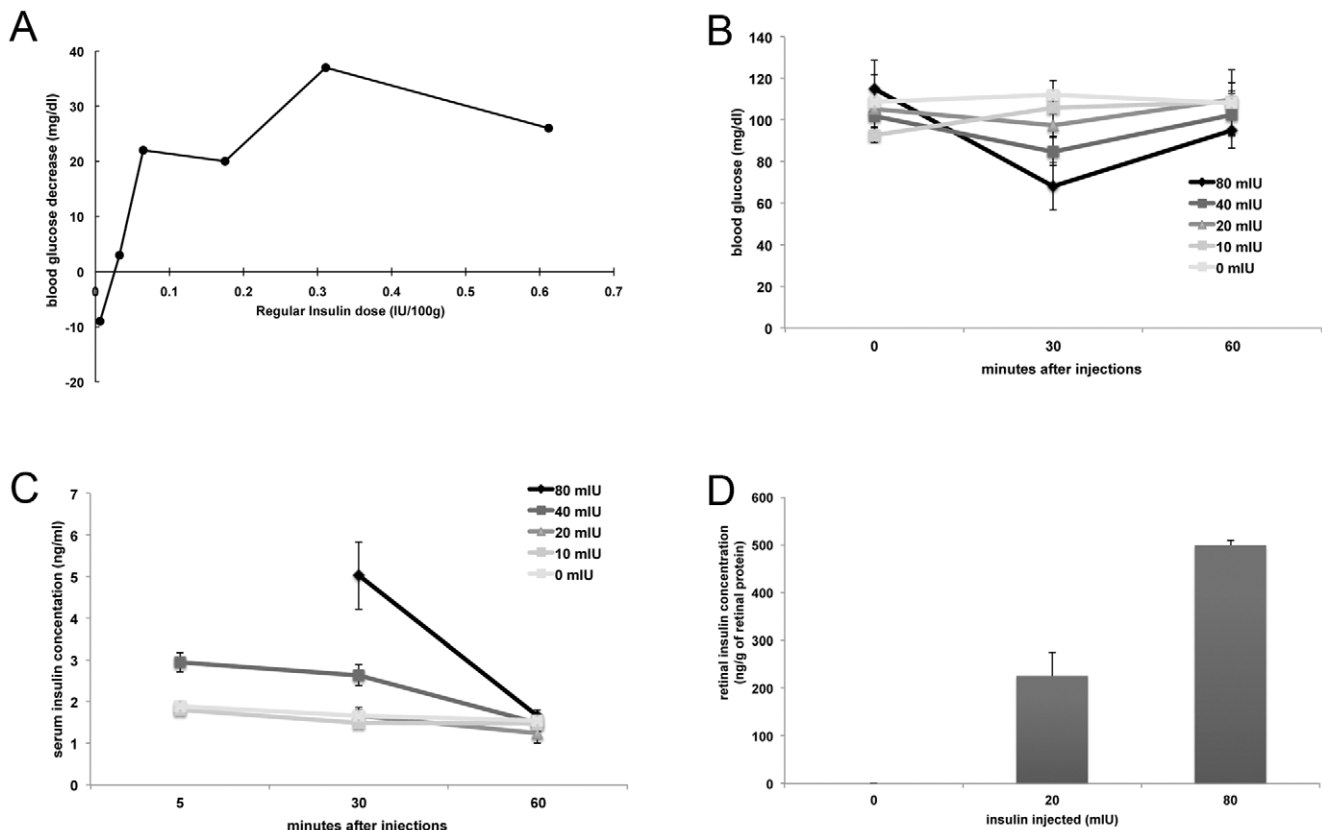 A
blood glucose decrease (mg/dl)
40
30
20
10
0
-10
-20
0
0.1
0.2
0.3
0.4
0.5
0.6
0.7
Regular Insulin dose (IU/100g)
B
blood glucose (mg/dl)
140
120
100
80
60
40
20
0
0
30
60
minutes after injections
80 mIU
40 mIU
20 mIU
10 mIU
0 mIU
C
serum insulin concentation (ng/ml)
7
6
5
4
3
2
1
0
5
30
60
minutes after injections
80 mIU
40 mIU
20 mIU
10 mIU
0 mIU
D
retinal insulin concentration
(ng/g of retinal protein)
600
500
400
300
200
100
0
0
20
80
insulin injected (mIU)